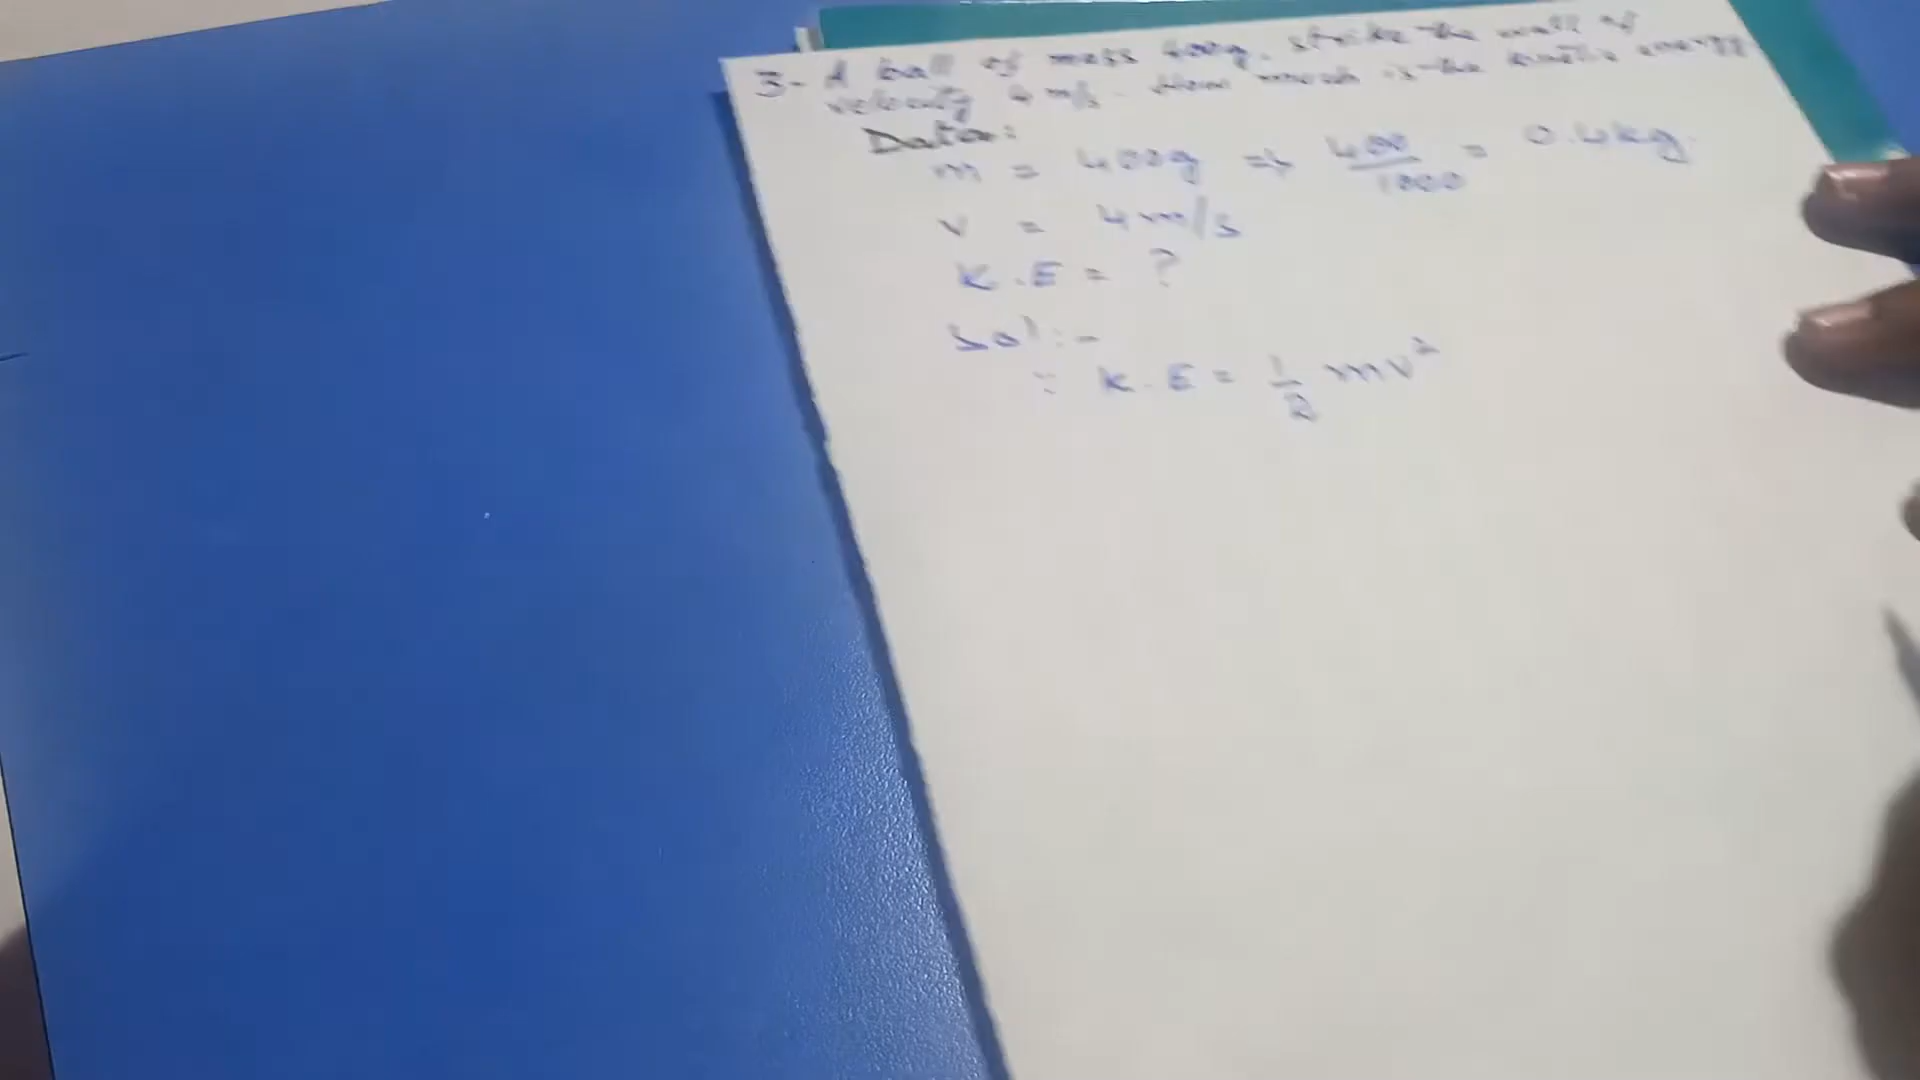 3- A ball of mass 400g, strike the wall of
velocity 4 m/s. How much is the kinetic energy
Data:
m = 400g ⇒ 400/1000 = 0.4kg.
v = 4m/s
K.E = ?
Sol:-
∵ K.E = 1/2 mv²